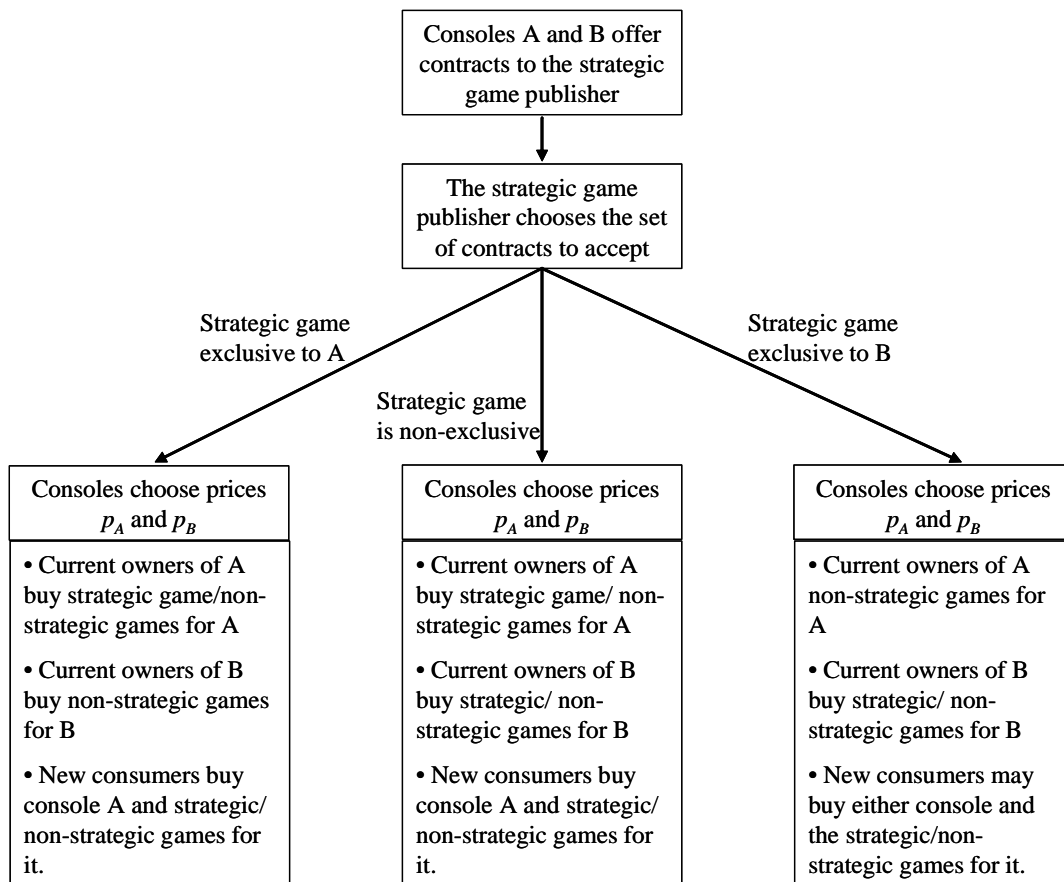 Consoles A and B offer
contracts to the strategic
game publisher
The strategic game
publisher chooses the set
of contracts to accept
Strategic game
exclusive to A
Strategic game
is non-exclusive
Strategic game
exclusive to B
Consoles choose prices
p_A and p_B
• Current owners of A
buy strategic game/non-
strategic games for A
• Current owners of B
buy non-strategic games
for B
• New consumers buy
console A and strategic/
non-strategic games for
it.
Consoles choose prices
p_A and p_B
• Current owners of A
buy strategic game/ non-
strategic games for A
• Current owners of B
buy strategic/ non-
strategic games for B
• New consumers buy
console A and strategic/
non-strategic games for
it.
Consoles choose prices
p_A and p_B
• Current owners of A
non-strategic games for
A
• Current owners of B
buy strategic/ non-
strategic games for B
• New consumers may
buy either console and
the strategic/non-
strategic games for it.